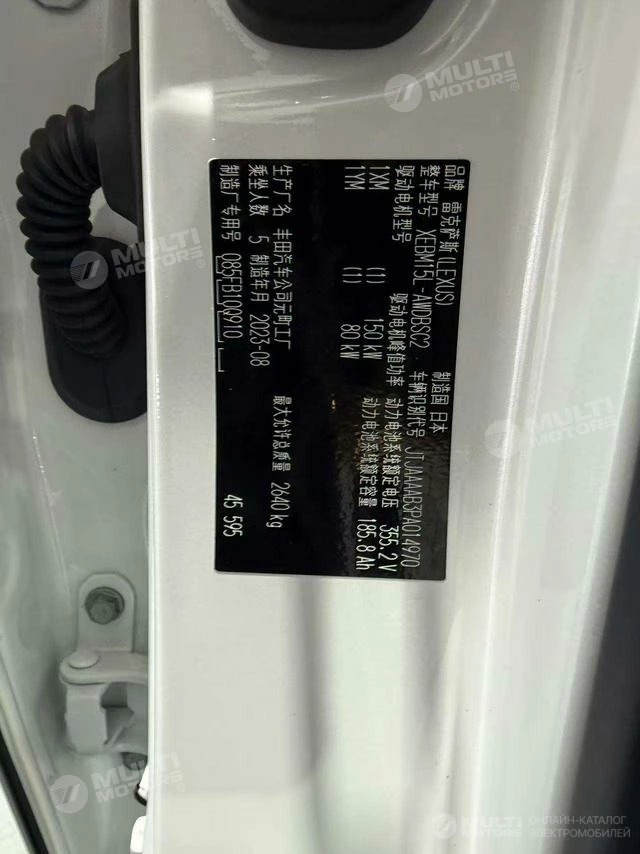 品牌 雷克萨斯(LEXUS) 制造国 日本
整车型号 XEBM15L-AWDBSC2 车辆识别代号 JTJAAAAB3PA014970
驱动电机型号 驱动电机峰值功率 动力电池系统额定电压 355.2V
1XM (1) 150 kW 动力电池系统额定容量 185.8Ah
1YM (1) 80 kW
生产厂名 丰田汽车公司元町工厂
乘坐人数 5 制造年月 2023-08 最大允许总质量 2640 kg
制造厂专用号 085FB10Q910 45 595
MULTI MOTORS®
MULTI MOTORS
MULTI MOTORS
MULTI MOTORS
MULTI MOTORS
MULTI MOTORS
ОНЛАЙН-КАТАЛОГ
ЭЛЕКТРОМОБИЛЕЙ